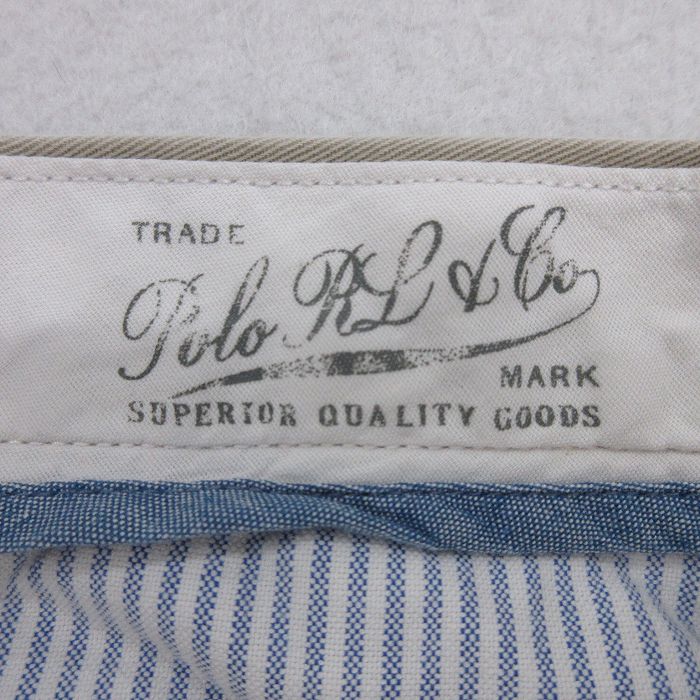 TRADE
Polo RL & Co
MARK
SUPERIOR QUALITY GOODS